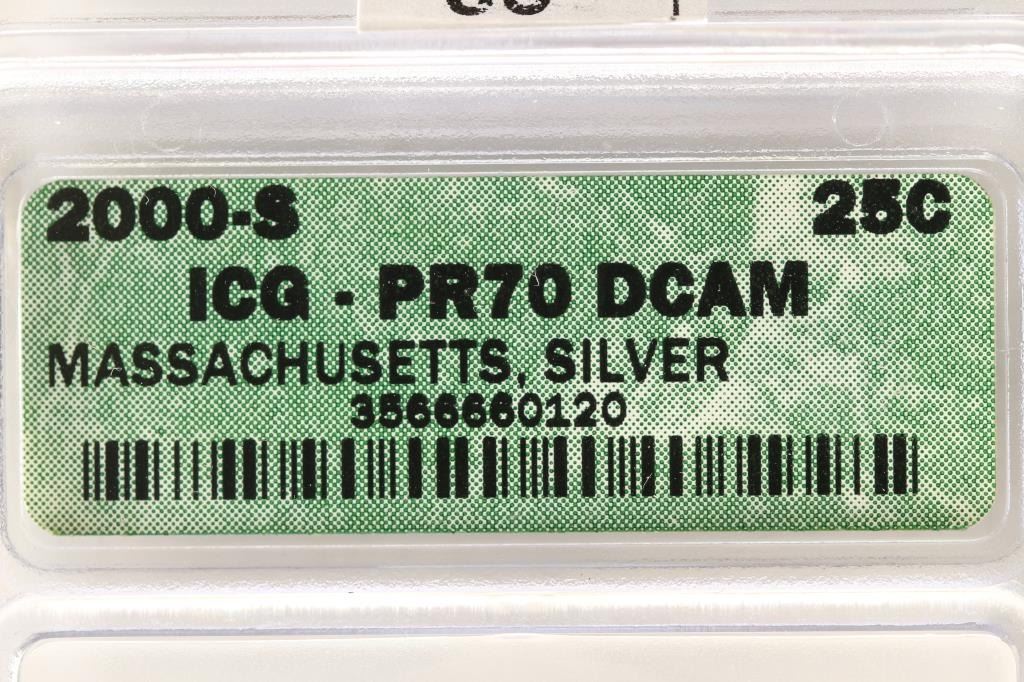 2000-S 25C
ICG - PR70 DCAM
MASSACHUSETTS, SILVER
3566660120